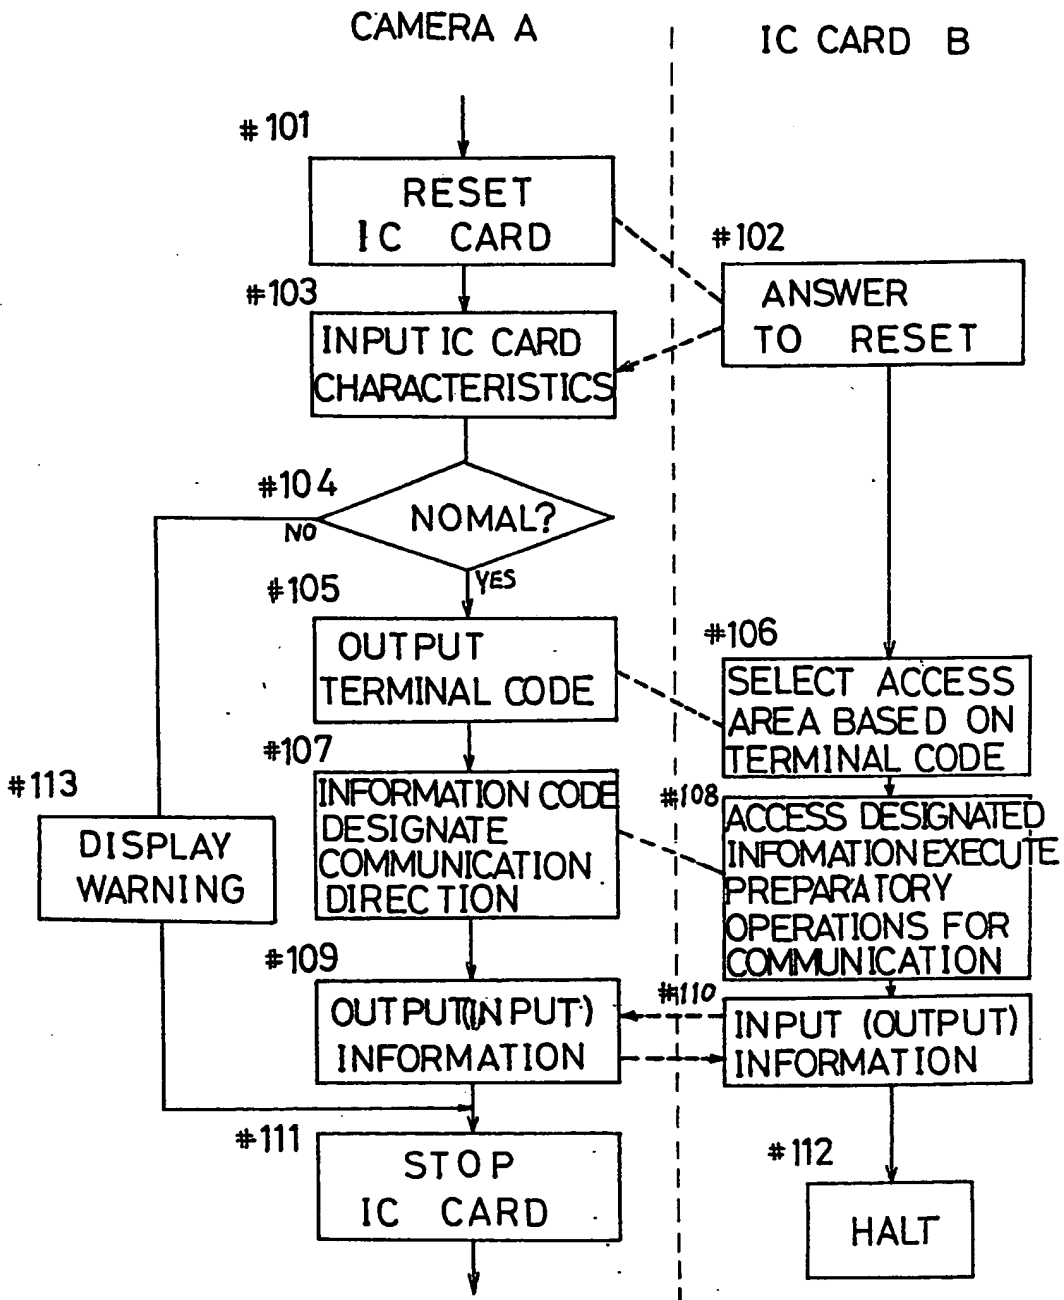 CAMERA A
IC CARD B
#101
RESET
IC CARD
#102
ANSWER
TO RESET
#103
INPUT IC CARD
CHARACTERISTICS
#104
NOMAL?
NO
YES
#105
OUTPUT
TERMINAL CODE
#106
SELECT ACCESS
AREA BASED ON
TERMINAL CODE
#107
INFORMATION CODE
DESIGNATE
COMMUNICATION
DIRECTION
#108
ACCESS DESIGNATED
INFOMATION EXECUTE
PREPARATORY
OPERATIONS FOR
COMMUNICATION
#113
DISPLAY
WARNING
#109
OUTPUT(INPUT)
INFORMATION
#110
INPUT (OUTPUT)
INFORMATION
#111
STOP
IC CARD
#112
HALT